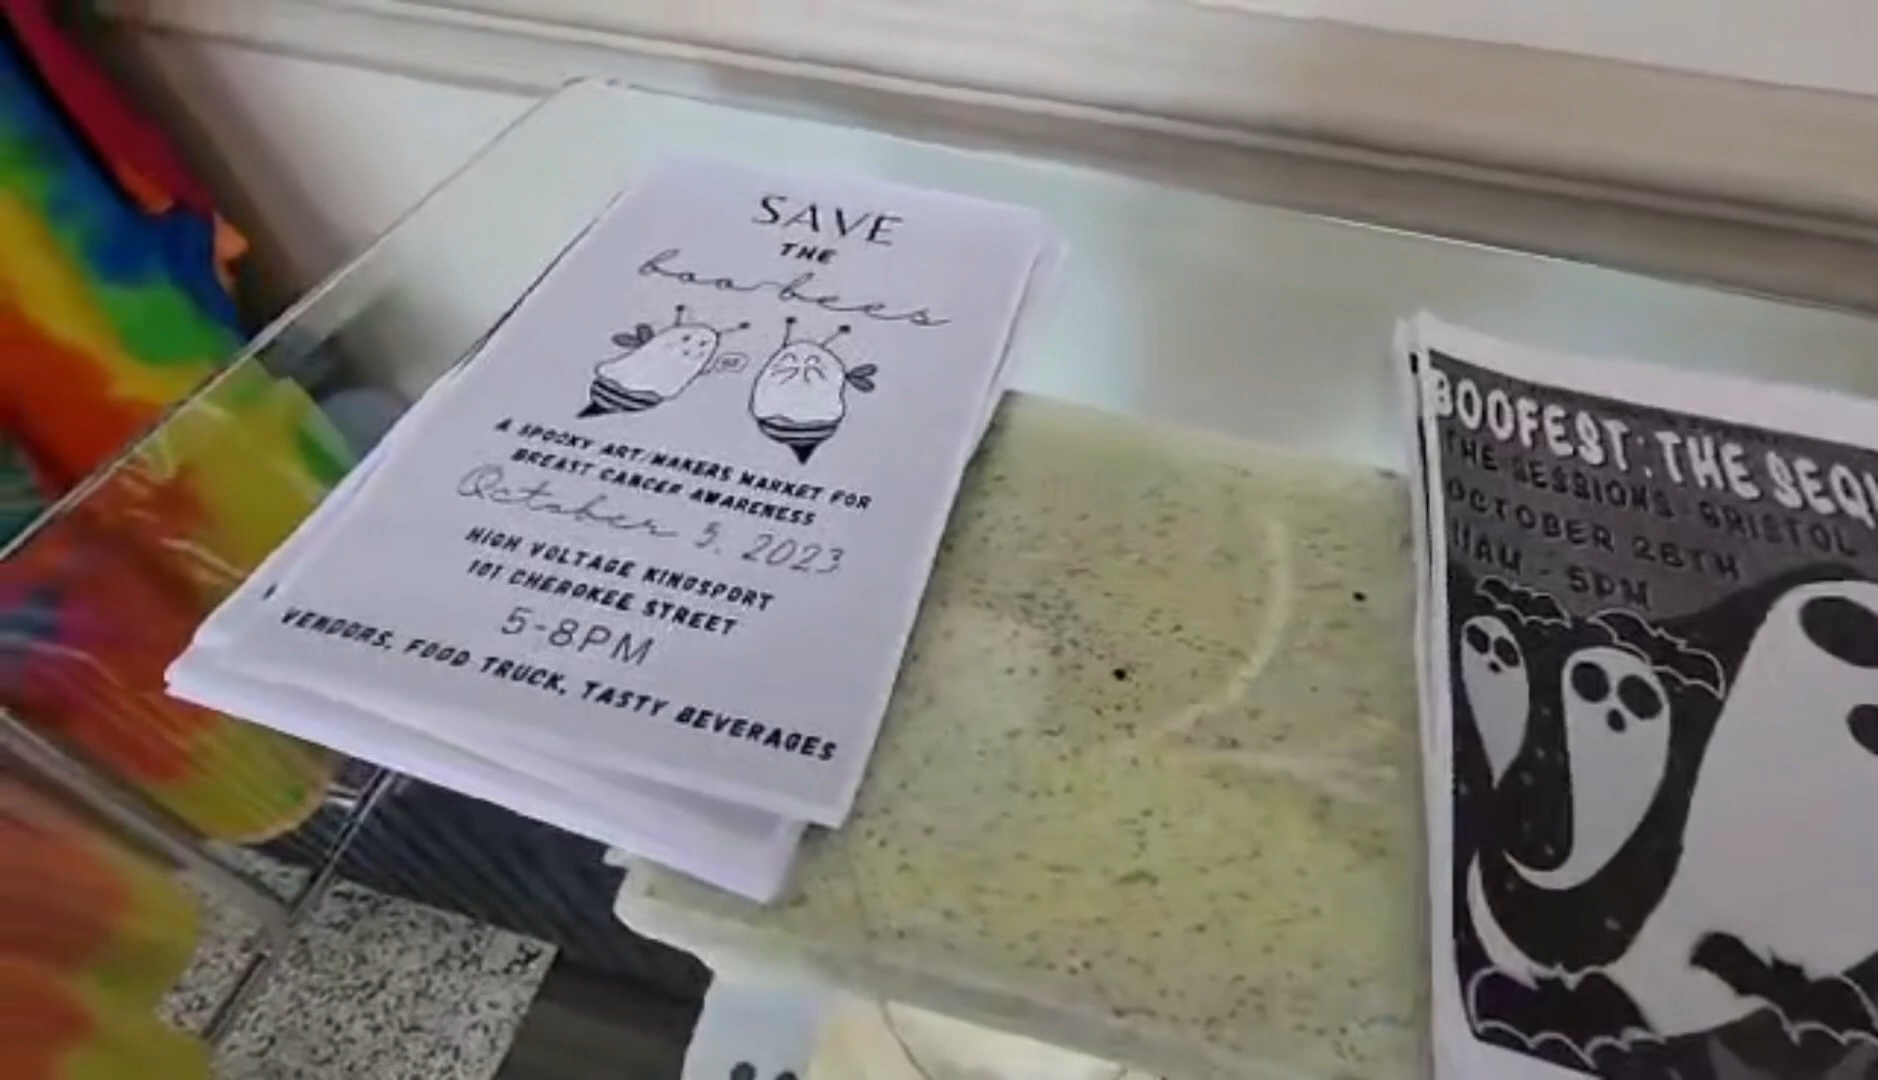 SAVE
THE
boo-bees
A SPOOKY ART/MAKERS MARKET FOR
BREAST CANCER AWARENESS
October 5, 2023
HIGH VOLTAGE KINGSPORT
101 CHEROKEE STREET
5-8PM
VENDORS, FOOD TRUCK, TASTY BEVERAGES
BOOFEST: THE SEQU
THE SESSIONS BRISTOL
OCTOBER 28TH
11AM - 5PM